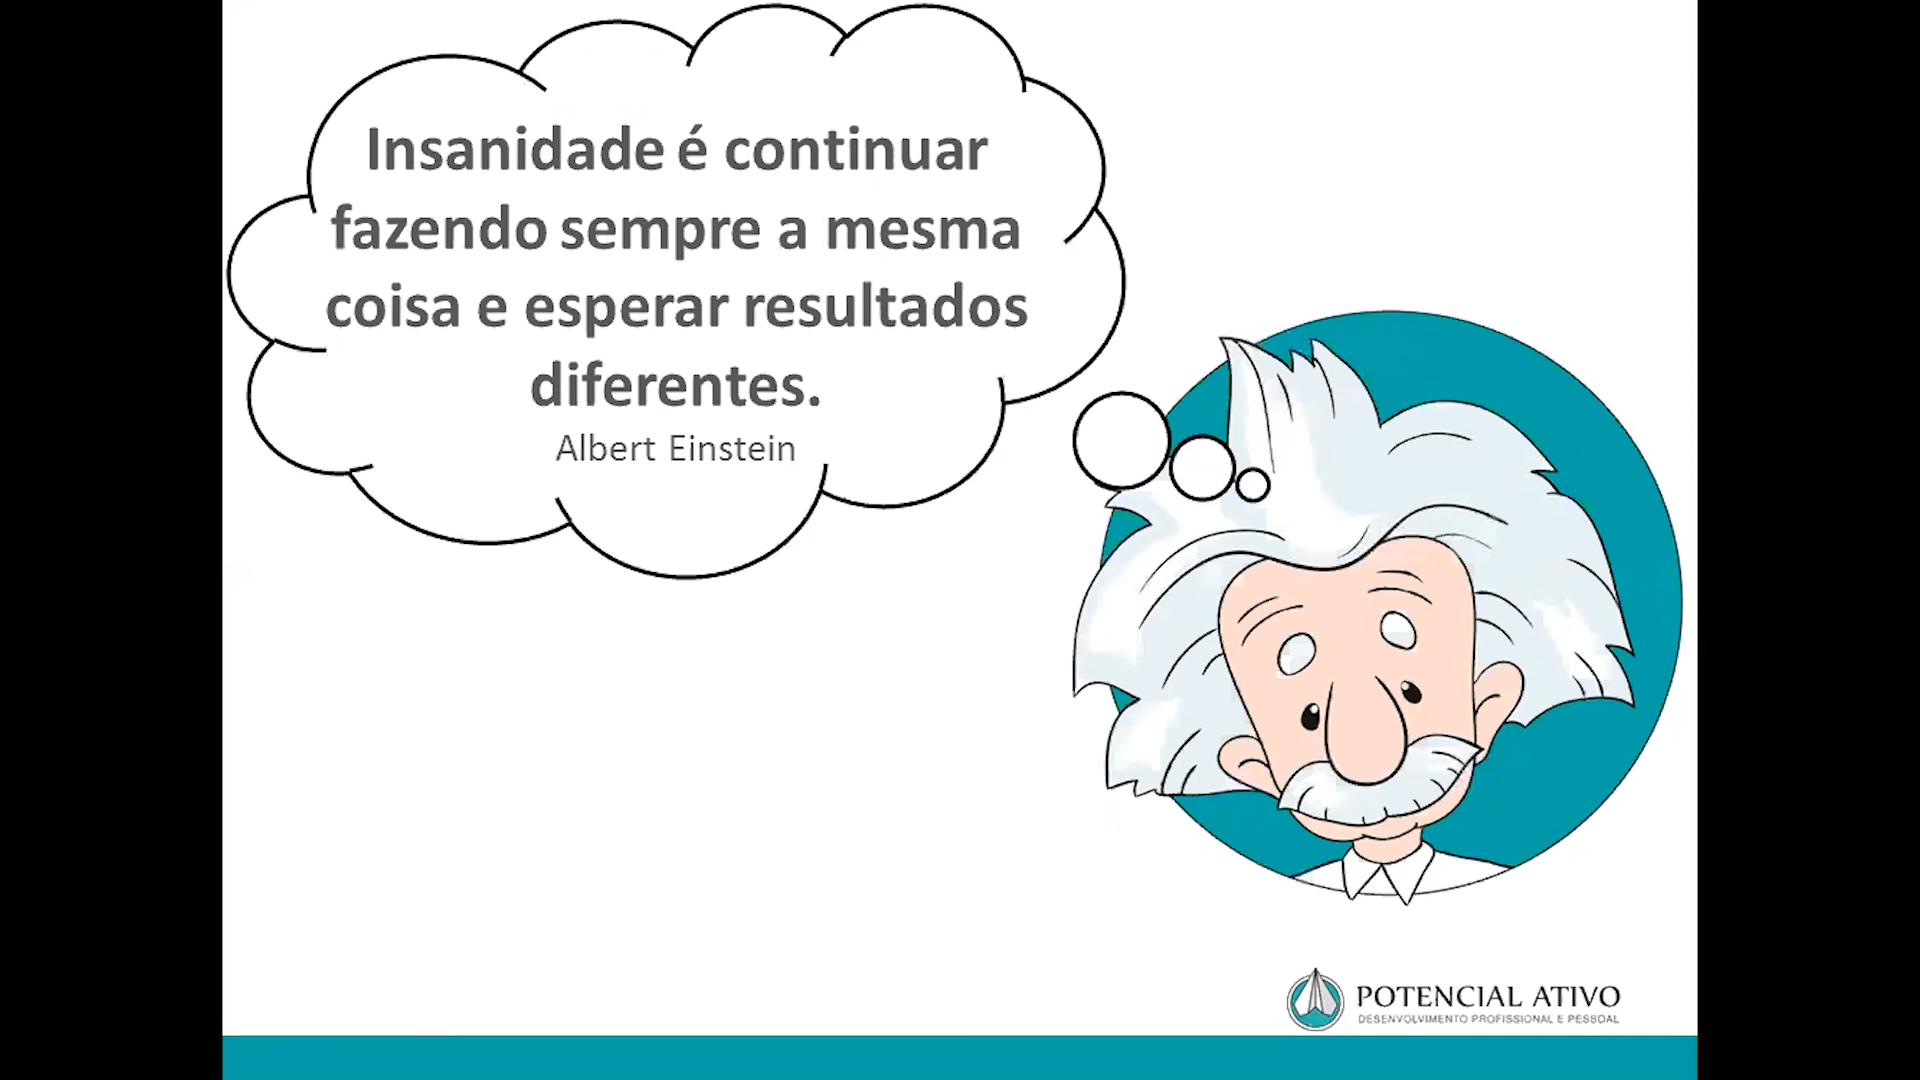 Insanidade é continuar
fazendo sempre a mesma
coisa e esperar resultados
diferentes.
Albert Einstein
POTENCIAL ATIVO
DESENVOLVIMENTO PROFISSIONAL E PESSOAL